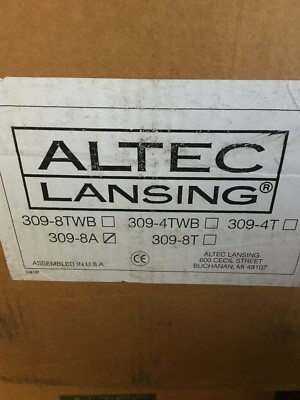 ALTEC
LANSING®
309-8TWB 309-4TWB 309-4T
309-8A 309-8T
ASSEMBLED IN U.S.A. CE ALTEC LANSING
600 CECIL STREET
BUCHANAN, MI 49107